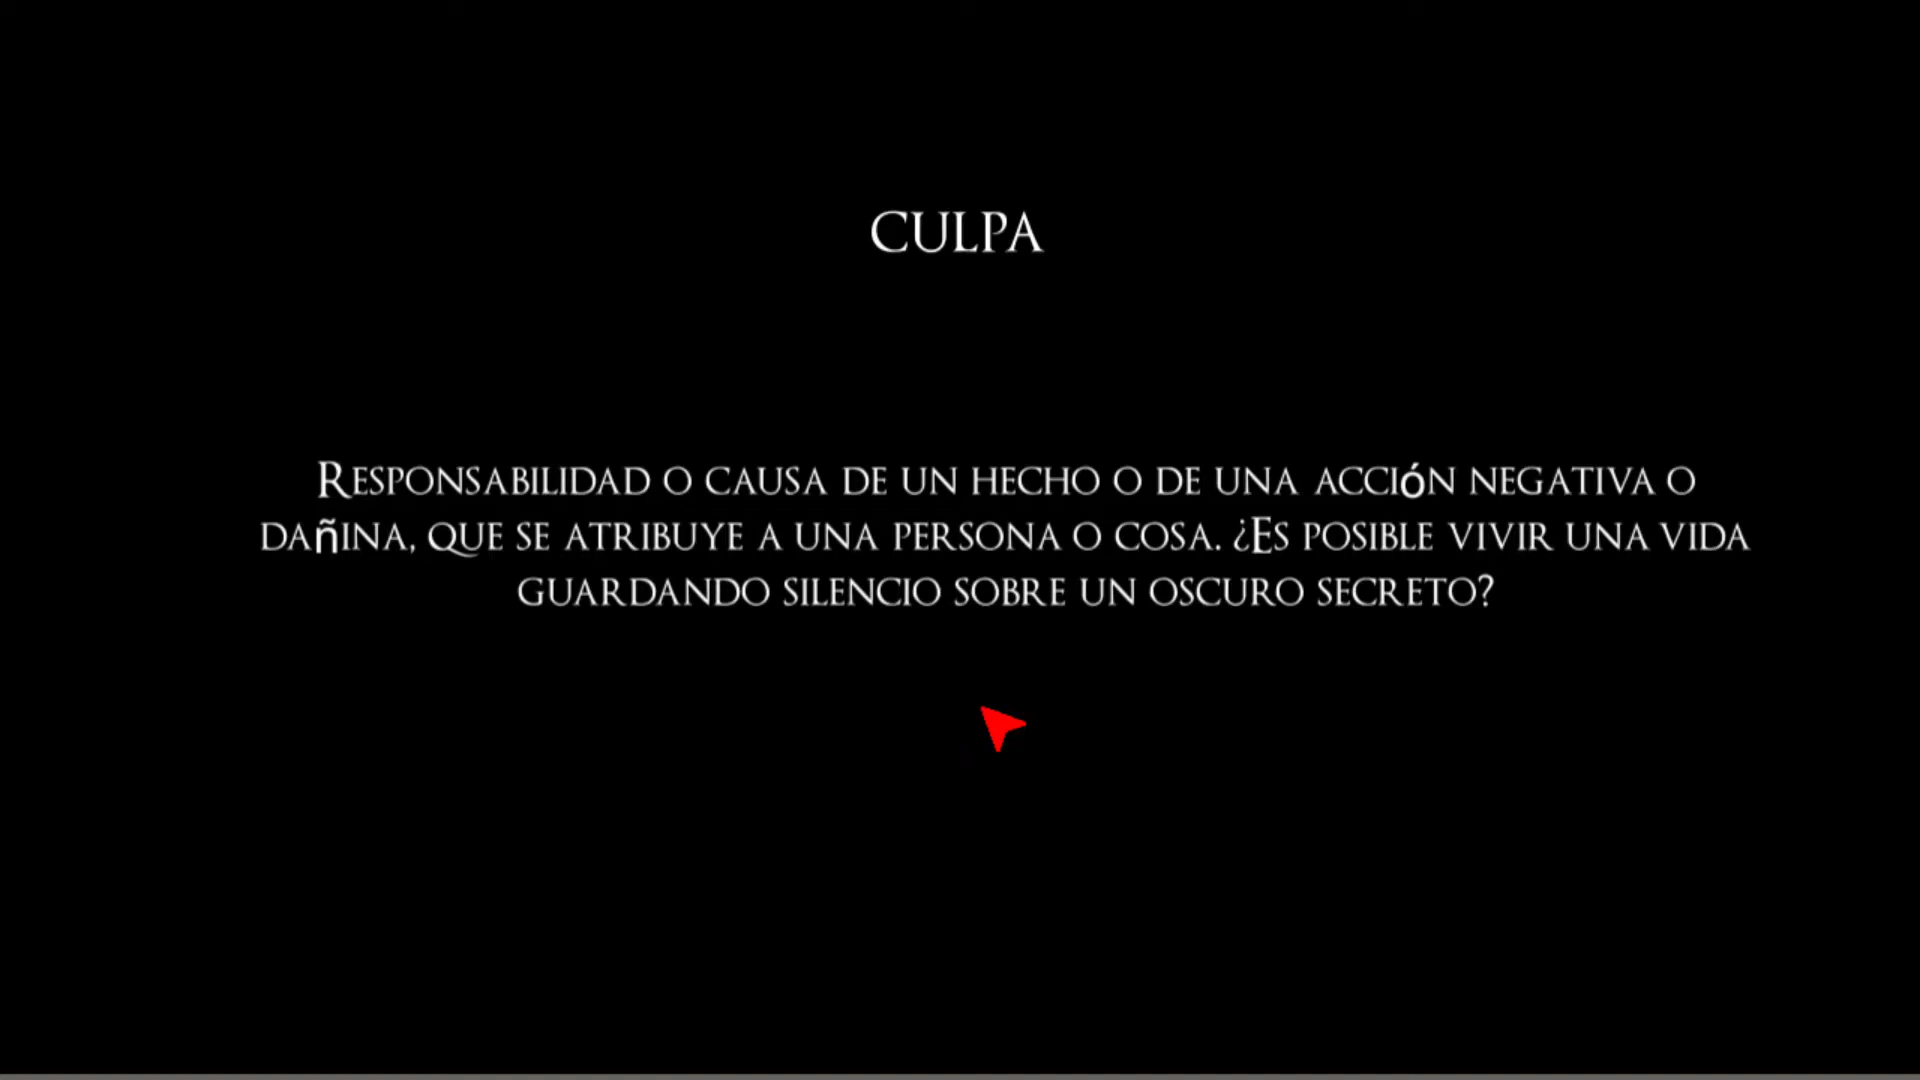 CULPA
Responsabilidad o causa de un hecho o de una acción negativa o
dañina, que se atribuye a una persona o cosa. ¿Es posible vivir una vida
guardando silencio sobre un oscuro secreto?